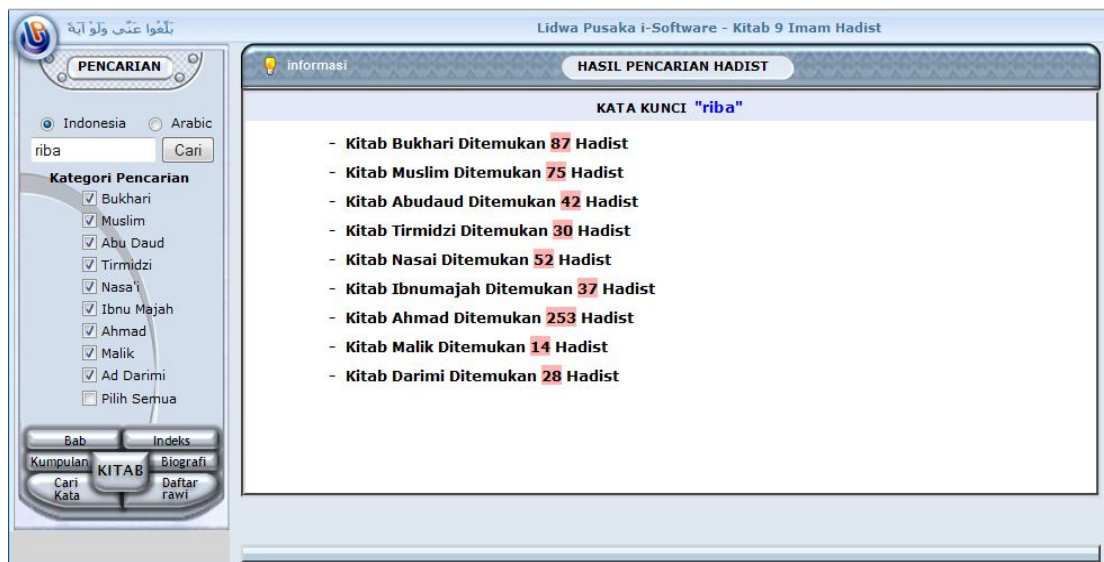 بَلِّغُوا عَنِّى وَلَوْ آيَةً
Lidwa Pusaka i-Software - Kitab 9 Imam Hadist
PENCARIAN
Indonesia Arabic
riba Cari
Kategori Pencarian
Bukhari
Muslim
Abu Daud
Tirmidzi
Nasa'i
Ibnu Majah
Ahmad
Malik
Ad Darimi
Pilih Semua
Bab Indeks
Kumpulan KITAB Biografi
Cari Kata
Daftar rawi
informasi
HASIL PENCARIAN HADIST
KATA KUNCI "riba"
- Kitab Bukhari Ditemukan 87 Hadist
- Kitab Muslim Ditemukan 75 Hadist
- Kitab Abudaud Ditemukan 42 Hadist
- Kitab Tirmidzi Ditemukan 30 Hadist
- Kitab Nasai Ditemukan 52 Hadist
- Kitab Ibnumajah Ditemukan 37 Hadist
- Kitab Ahmad Ditemukan 253 Hadist
- Kitab Malik Ditemukan 14 Hadist
- Kitab Darimi Ditemukan 28 Hadist